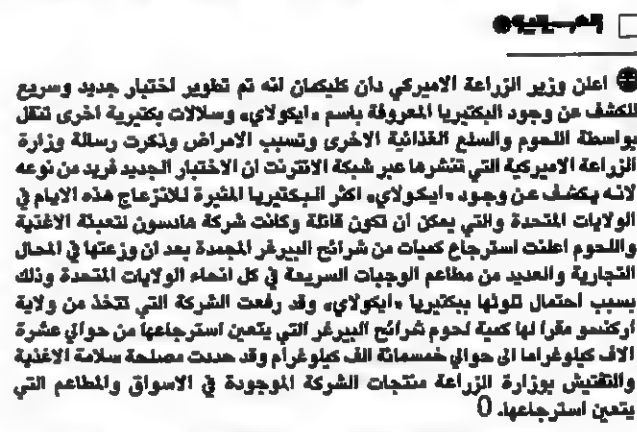 اعلن وزير الزراعة الاميركي دان كليكمان انه تم تطوير اختبار جديد وسريع
للكشف عن وجود البكتيريا المعروفة باسم «ايكولاي» وسلالات بكتيرية اخرى تنقل
بواسطة اللحوم والسلع الغذائية الاخرى وتسبب الامراض وذكرت رسالة وزارة
الزراعة الاميركية التي تنشرها عبر شبكة الانترنت ان الاختبار الجديد فريد من نوعه
لانه يكشف عن وجود «ايكولاي» اكثر البكتيريا المثيرة للانزعاج هذه الايام في
الولايات المتحدة والتي يمكن ان تكون قاتلة وكانت شركة هادسون لتعبئة الاغذية
واللحوم اعلنت استرجاع كميات من شرائح البيرغر المجمدة بعد ان وزعتها في المحال
التجارية والعديد من مطاعم الوجبات السريعة في كل انحاء الولايات المتحدة وذلك
بسبب احتمال تلوثها ببكتيريا «ايكولاي» وقد رفعت الشركة التي تتخذ من ولاية
اركنسو مقرا لها كمية لحوم شرائح البيرغر التي يتعين استرجاعها من حوالي عشرة
الاف كيلوغراما الى حوالي خمسمائة الف كيلوغرام وقد حددت مصلحة سلامة الاغذية
والتفتيش بوزارة الزراعة منتجات الشركة الموجودة في الاسواق والمطاعم التي
يتعين استرجاعها. ()